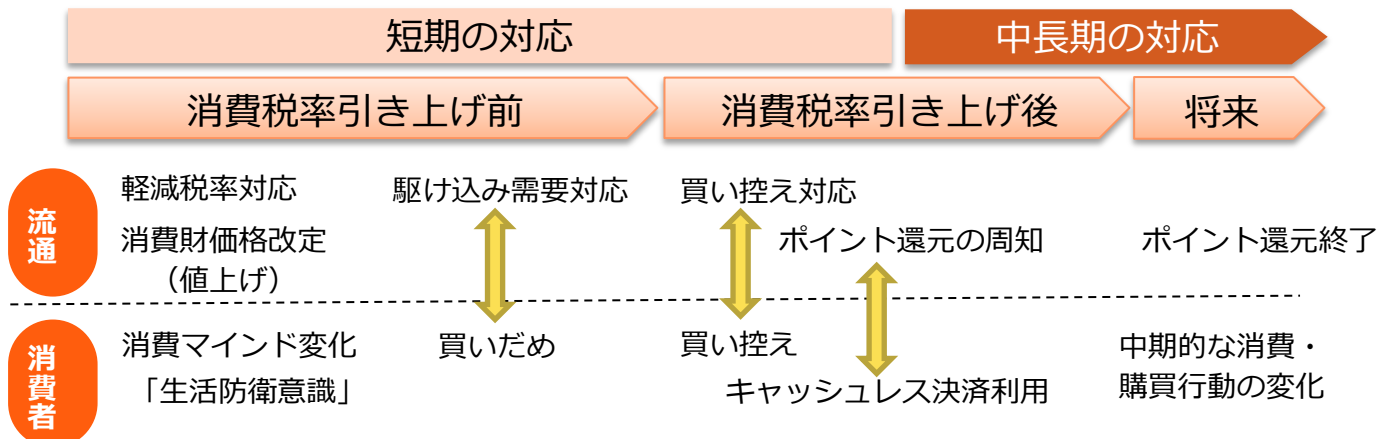 短期の対応
中長期の対応
消費税率引き上げ前
消費税率引き上げ後
将来
流通
軽減税率対応
駆け込み需要対応
買い控え対応
消費財価格改定
（値上げ）
ポイント還元の周知
ポイント還元終了
消費者
消費マインド変化
「生活防衛意識」
買いだめ
買い控え
キャッシュレス決済利用
中期的な消費・
購買行動の変化